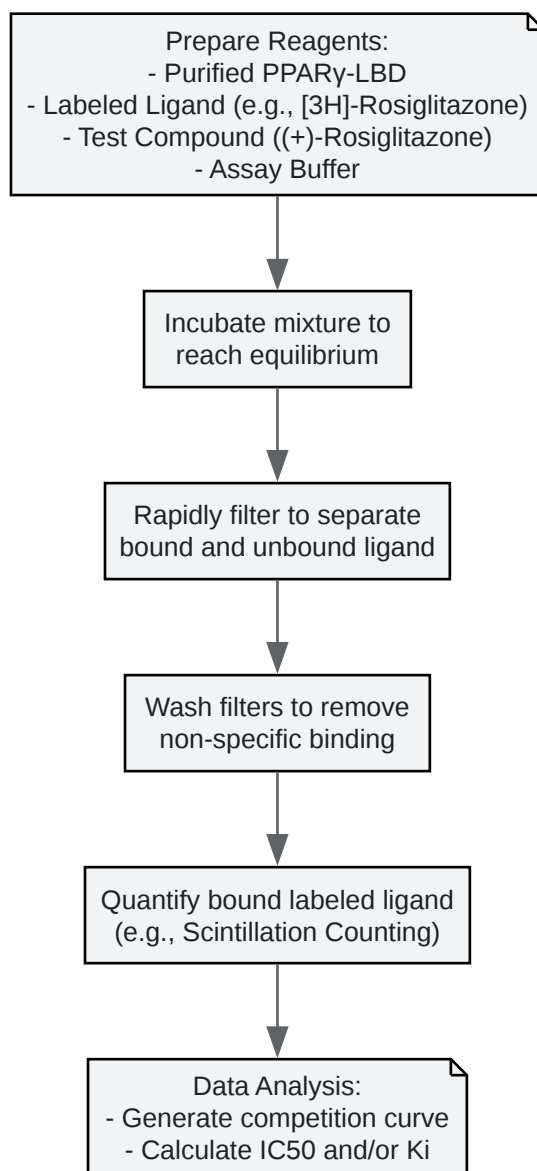 Prepare Reagents:
- Purified PPARγ-LBD
- Labeled Ligand (e.g., [3H]-Rosiglitazone)
- Test Compound ((+)-Rosiglitazone)
- Assay Buffer
Incubate mixture to
reach equilibrium
Rapidly filter to separate
bound and unbound ligand
Wash filters to remove
non-specific binding
Quantify bound labeled ligand
(e.g., Scintillation Counting)
Data Analysis:
- Generate competition curve
- Calculate IC50 and/or Ki